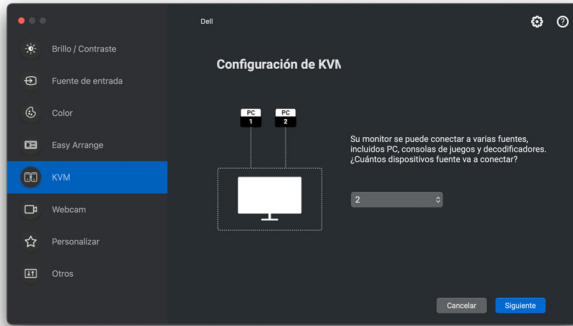 Dell
Brillo / Contraste
Fuente de entrada
Color
Easy Arrange
KVM
Webcam
Personalizar
Otros
Configuración de KVM
PC
1
PC
2
Su monitor se puede conectar a varias fuentes,
incluidos PC, consolas de juegos y decodificadores.
¿Cuántos dispositivos fuente va a conectar?
2
Cancelar
Siguiente